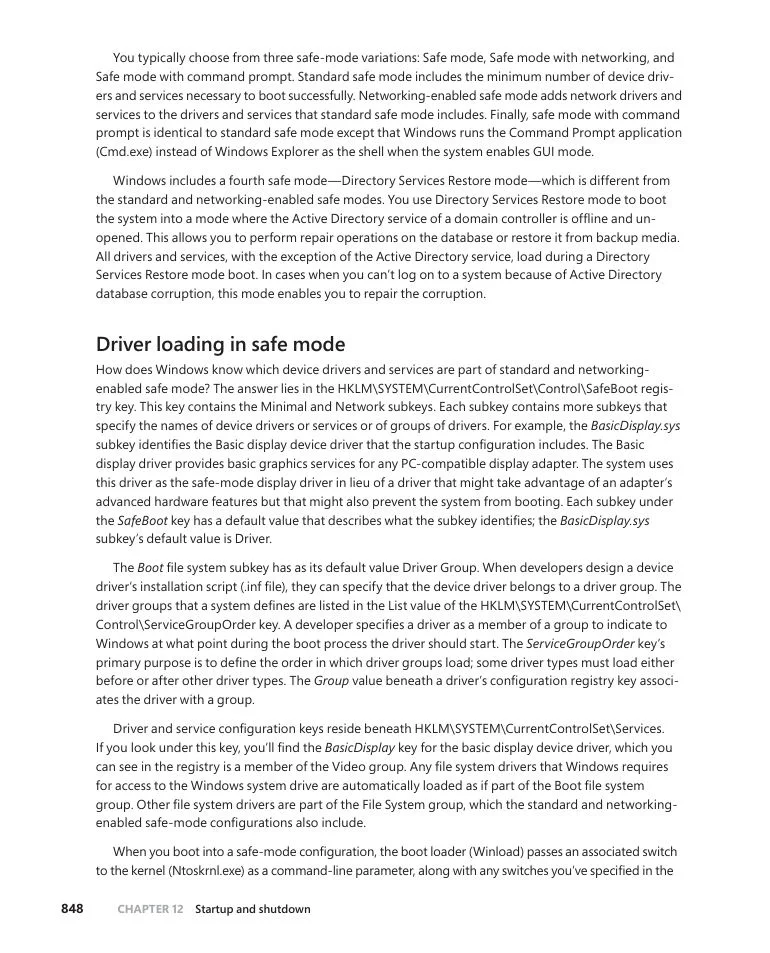 You typically choose from three safe-mode variations: Safe mode, Safe mode with networking, and
Safe mode with command prompt. Standard safe mode includes the minimum number of device driv-
ers and services necessary to boot successfully. Networking-enabled safe mode adds network drivers and
services to the drivers and services that standard safe mode includes. Finally, safe mode with command
prompt is identical to standard safe mode except that Windows runs the Command Prompt application
(Cmd.exe) instead of Windows Explorer as the shell when the system enables GUI mode.
Windows includes a fourth safe mode—Directory Services Restore mode—which is different from
the standard and networking-enabled safe modes. You use Directory Services Restore mode to boot
the system into a mode where the Active Directory service of a domain controller is offline and un-
opened. This allows you to perform repair operations on the database or restore it from backup media.
All drivers and services, with the exception of the Active Directory service, load during a Directory
Services Restore mode boot. In cases when you can't log on to a system because of Active Directory
database corruption, this mode enables you to repair the corruption.
Driver loading in safe mode
How does Windows know which device drivers and services are part of standard and networking-
enabled safe mode? The answer lies in the HKLM\SYSTEM\CurrentControlSet\Control\SafeBoot regis-
try key. This key contains the Minimal and Network subkeys. Each subkey contains more subkeys that
specify the names of device drivers or services or of groups of drivers. For example, the BasicDisplay.sys
subkey identifies the Basic display device driver that the startup configuration includes. The Basic
display driver provides basic graphics services for any PC-compatible display adapter. The system uses
this driver as the safe-mode display driver in lieu of a driver that might take advantage of an adapter's
advanced hardware features but that might also prevent the system from booting. Each subkey under
the SafeBoot key has a default value that describes what the subkey identifies; the BasicDisplay.sys
subkey's default value is Driver.
The Boot file system subkey has as its default value Driver Group. When developers design a device
driver's installation script (.inf file), they can specify that the device driver belongs to a driver group. The
driver groups that a system defines are listed in the List value of the HKLM\SYSTEM\CurrentControlSet\
Control\ServiceGroupOrder key. A developer specifies a driver as a member of a group to indicate to
Windows at what point during the boot process the driver should start. The ServiceGroupOrder key's
primary purpose is to define the order in which driver groups load; some driver types must load either
before or after other driver types. The Group value beneath a driver's configuration registry key associ-
ates the driver with a group.
Driver and service configuration keys reside beneath HKLM\SYSTEM\CurrentControlSet\Services.
If you look under this key, you'll find the BasicDisplay key for the basic display device driver, which you
can see in the registry is a member of the Video group. Any file system drivers that Windows requires
for access to the Windows system drive are automatically loaded as if part of the Boot file system
group. Other file system drivers are part of the File System group, which the standard and networking-
enabled safe-mode configurations also include.
When you boot into a safe-mode configuration, the boot loader (Winload) passes an associated switch
to the kernel (Ntoskrnl.exe) as a command-line parameter, along with any switches you've specified in the
848 CHAPTER 12 Startup and shutdown